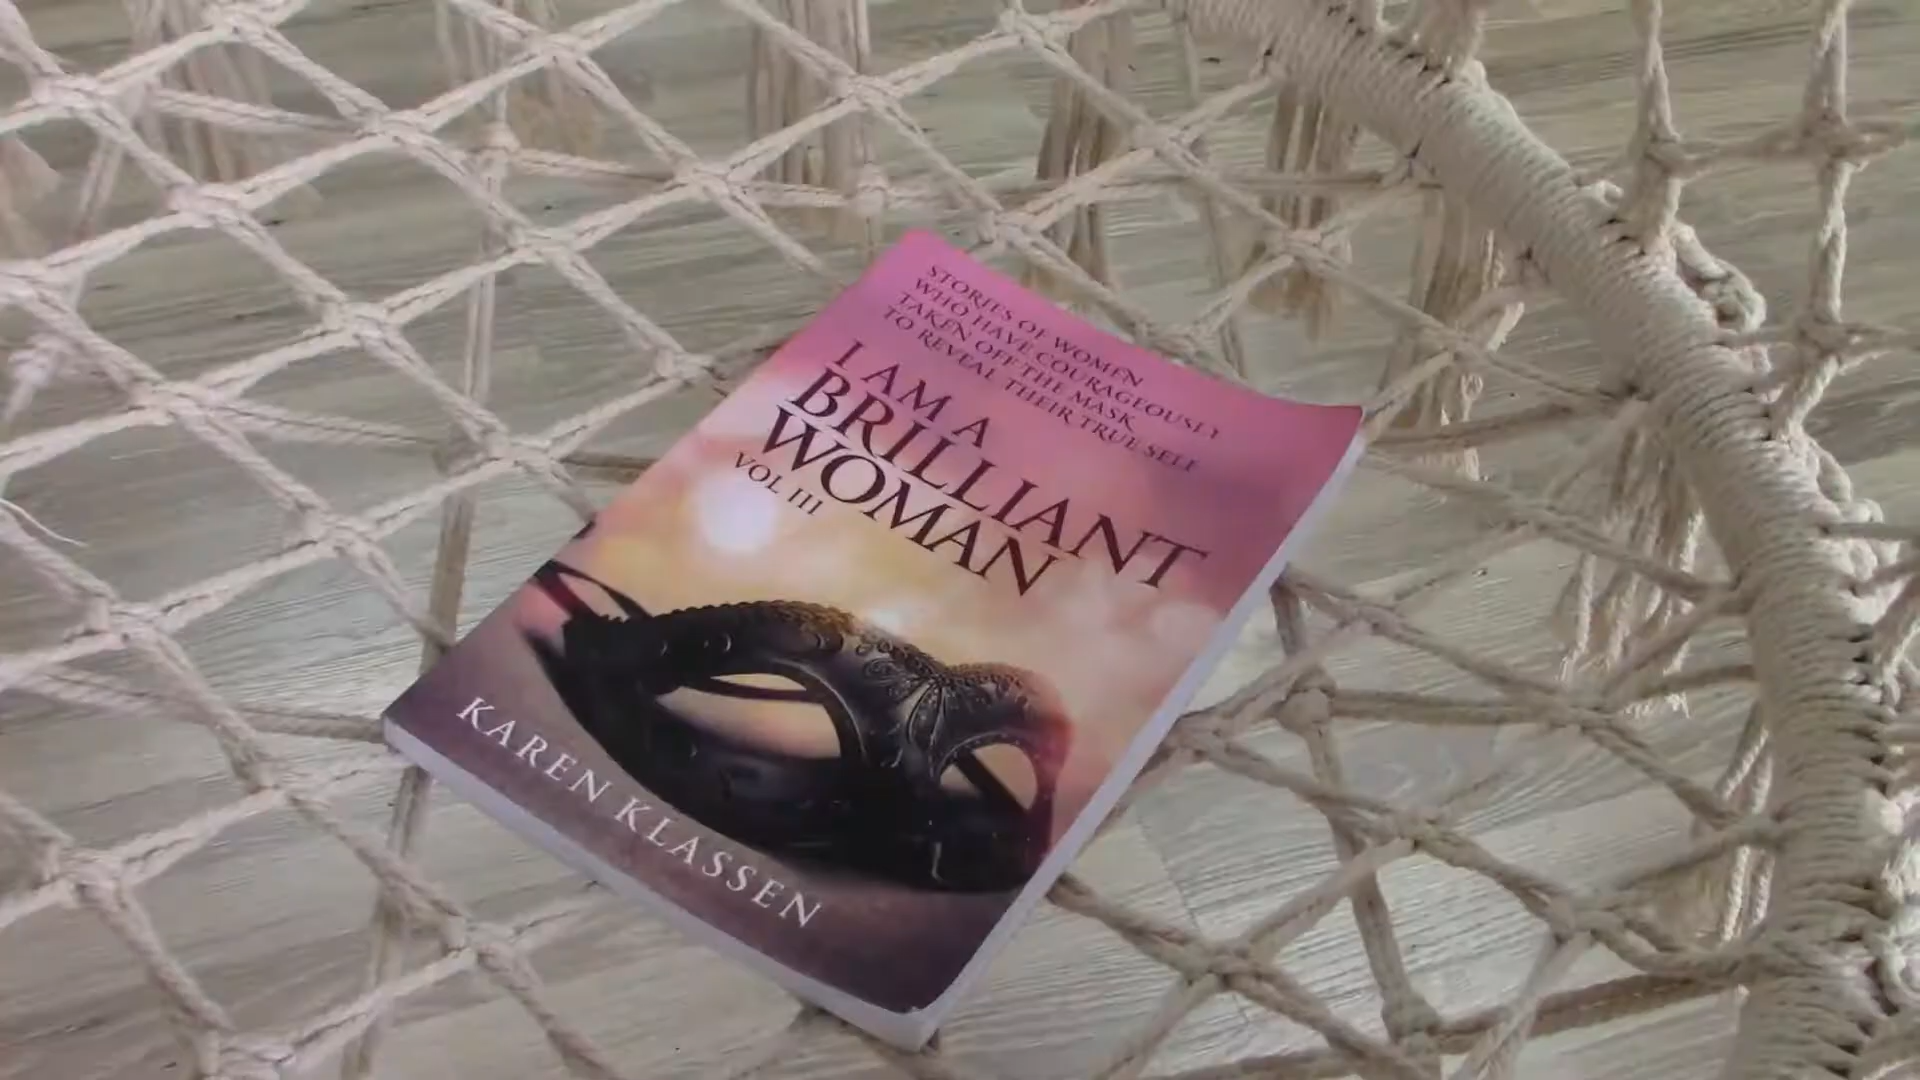 STORIES OF WOMEN
WHO HAVE COURAGEOUSLY
TAKEN OFF THE MASK
TO REVEAL THEIR TRUE SELF
I AM A
BRILLIANT
WOMAN
VOL III
KAREN KLASSEN